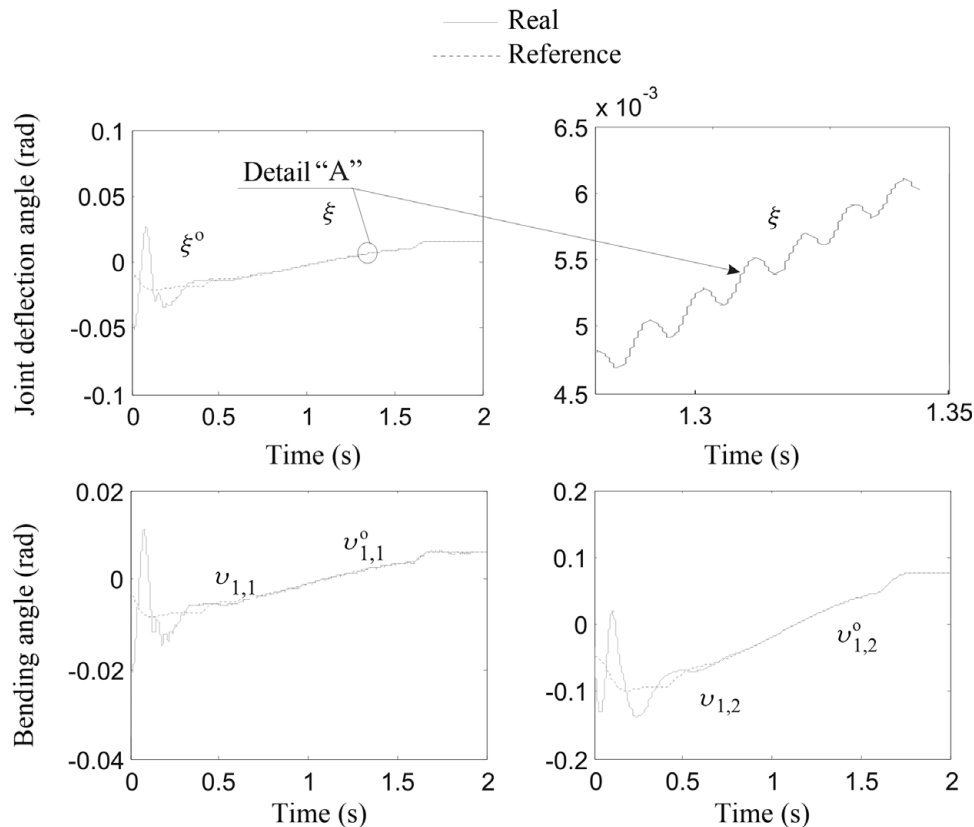 Real
Reference
Joint deflection angle (rad)
0.1
0.05
0
-0.05
-0.1
Detail “A”
ξ
ξ°
0 0.5 1 1.5 2
Time (s)
x 10⁻³
6.5
6
5.5
5
4.5
ξ
1.3 1.35
Time (s)
Bending angle (rad)
0.02
0
-0.02
-0.04
υ1,1
υ°1,1
0 0.5 1 1.5 2
Time (s)
0.2
0.1
0
-0.1
-0.2
υ°1,2
υ1,2
0 0.5 1 1.5 2
Time (s)